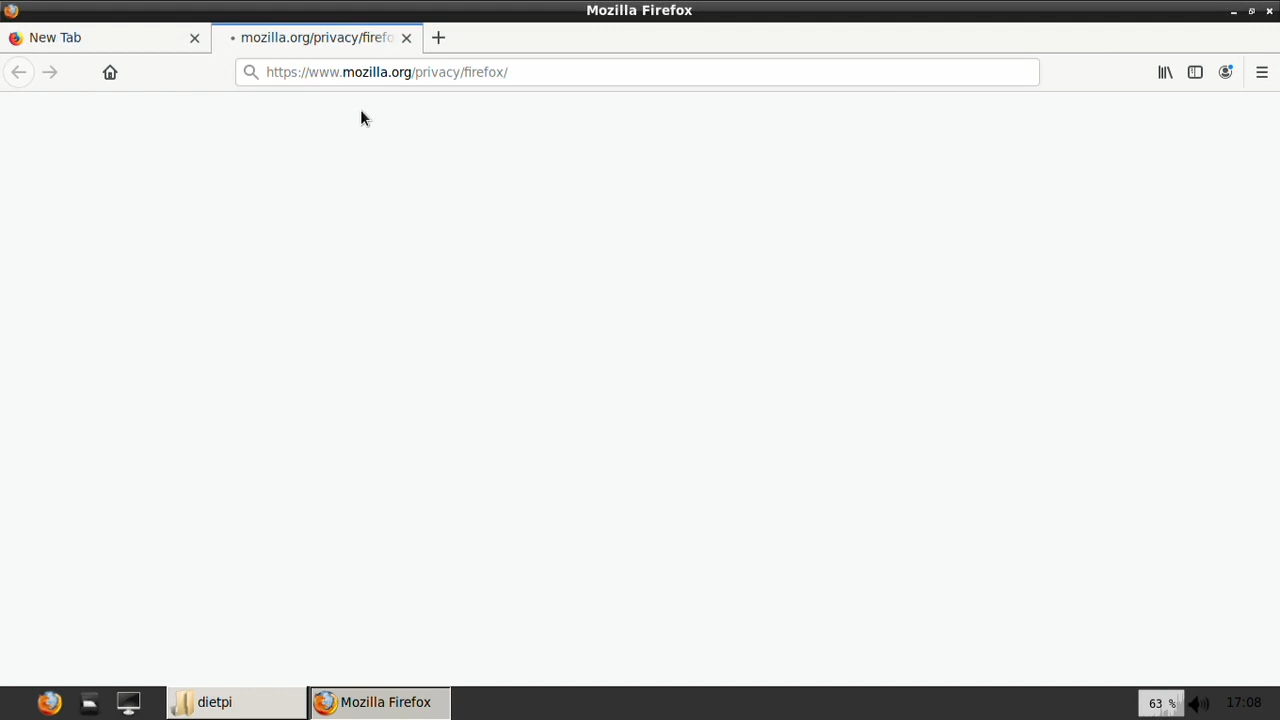 Mozilla Firefox
New Tab
mozilla.org/privacy/firefo
https://www.mozilla.org/privacy/firefox/
dietpi
Mozilla Firefox
63 %
17:08